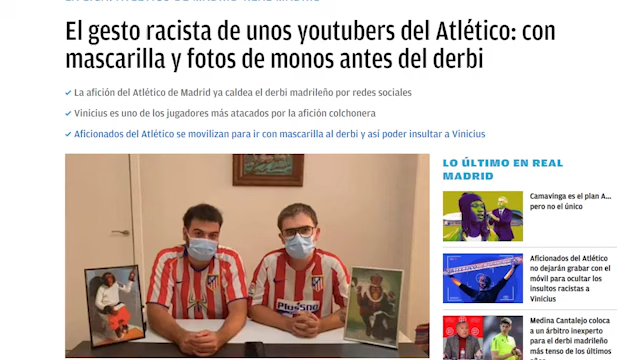 El gesto racista de unos youtubers del Atlético: con
mascarilla y fotos de monos antes del derbi
La afición del Atlético de Madrid ya caldea el derbi madrileño por redes sociales
Vinicius es uno de los jugadores más atacados por la afición colchonera
Aficionados del Atlético se movilizan para ir con mascarilla al derbi y asi poder insultar a Vinicius
LO ÚLTIMO EN REAL
MADRID
Camavinga es el plan A...
pero no el único
Aficionados del Atlético
no dejarán grabar con el
móvil para ocultar los
insultos racistas a
Vinicius
Medina Cantalejo coloca
a un árbitro inexperto
para el derbi madrileño
más tenso de los últimos
Plus500